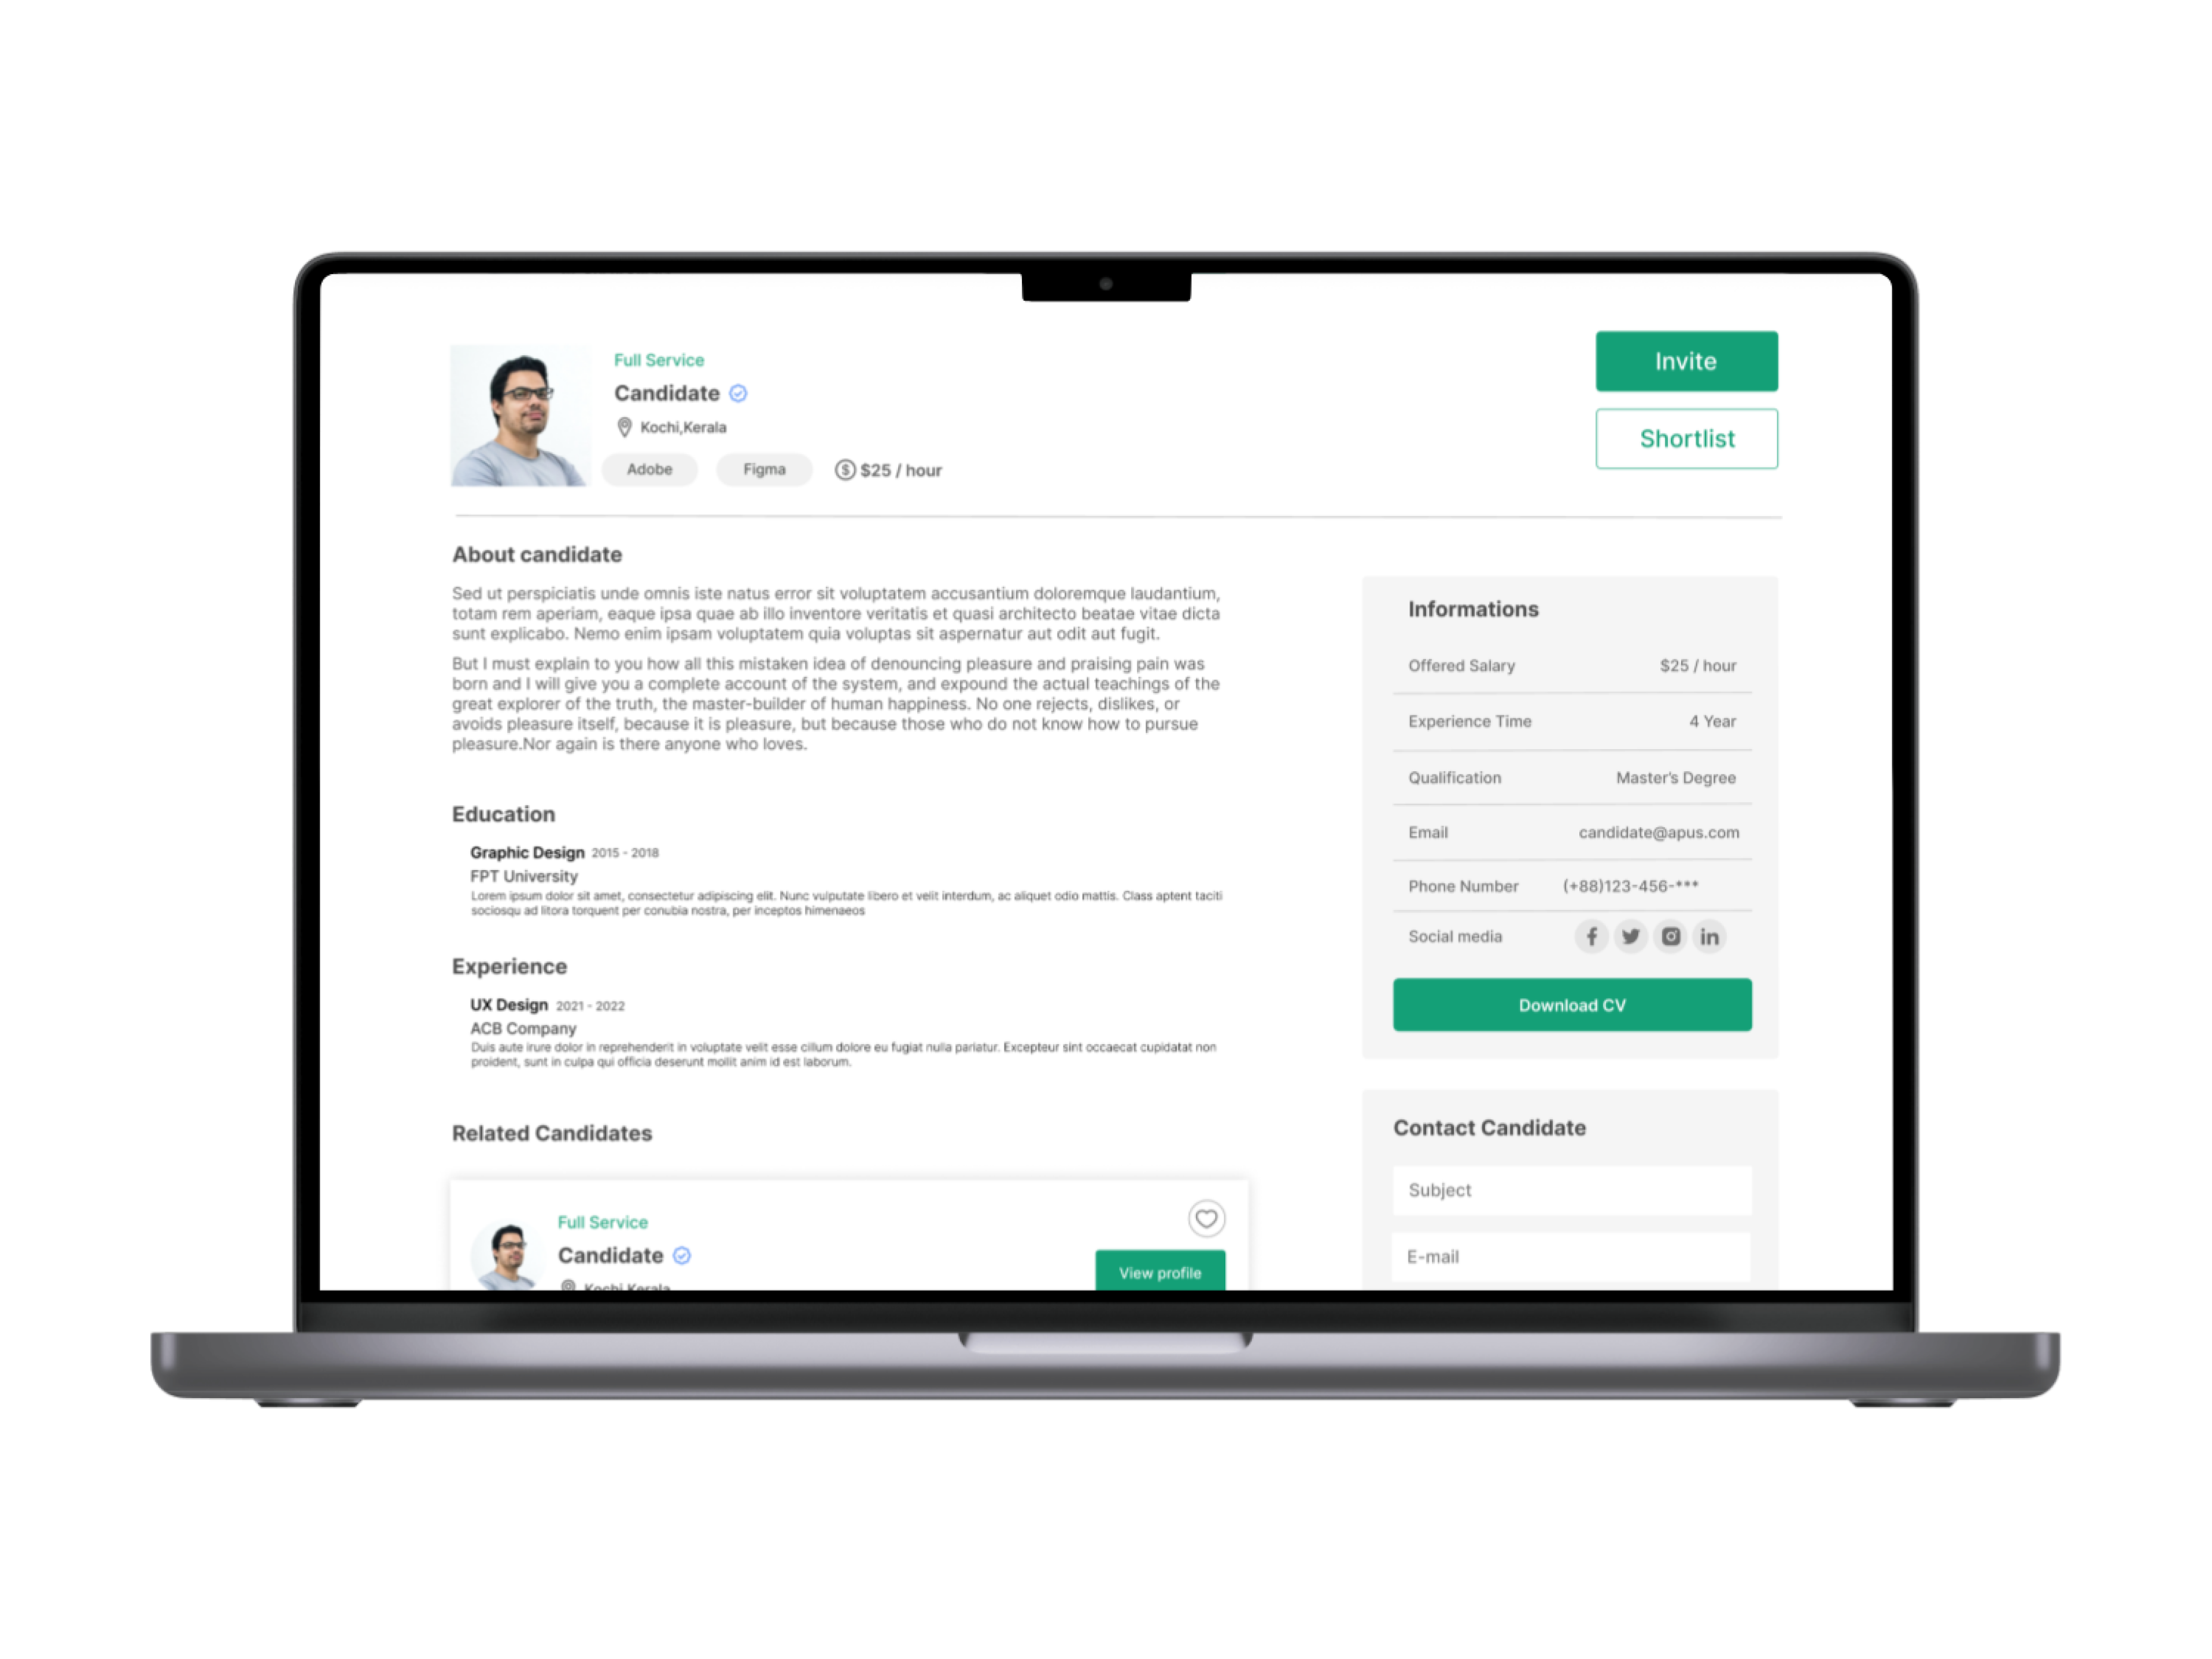 Full Service
Candidate
Kochi,Kerala
Adobe
Figma
$25 / hour
Invite
Shortlist
About candidate
Sed ut perspiciatis unde omnis iste natus error sit voluptatem accusantium doloremque laudantium,
totam rem aperiam, eaque ipsa quae ab illo inventore veritatis et quasi architecto beatae vitae dicta
sunt explicabo. Nemo enim ipsam voluptatem quia voluptas sit aspernatur aut odit aut fugit.
But I must explain to you how all this mistaken idea of denouncing pleasure and praising pain was
born and I will give you a complete account of the system, and expound the actual teachings of the
great explorer of the truth, the master-builder of human happiness. No one rejects, dislikes, or
avoids pleasure itself, because it is pleasure, but because those who do not know how to pursue
pleasure.Nor again is there anyone who loves.
Education
Graphic Design 2015 - 2018
FPT University
Lorem ipsum dolor sit amet, consectetur adipiscing elit. Nunc vulputate libero et velit interdum, ac aliquet odio mattis. Class aptent taciti
sociosqu ad litora torquent per conubia nostra, per inceptos himenaeos
Experience
UX Design 2021 - 2022
ACB Company
Duis aute irure dolor in reprehenderit in voluptate velit esse cillum dolore eu fugiat nulla pariatur. Excepteur sint occaecat cupidatat non
proident, sunt in culpa qui officia deserunt mollit anim id est laborum.
Related Candidates
Full Service
Candidate
Kochi,Kerala
View profile
Informations
Offered Salary $25 / hour
Experience Time 4 Year
Qualification Master's Degree
Email candidate@apus.com
Phone Number (+88)123-456-***
Social media
Download CV
Contact Candidate
Subject
E-mail